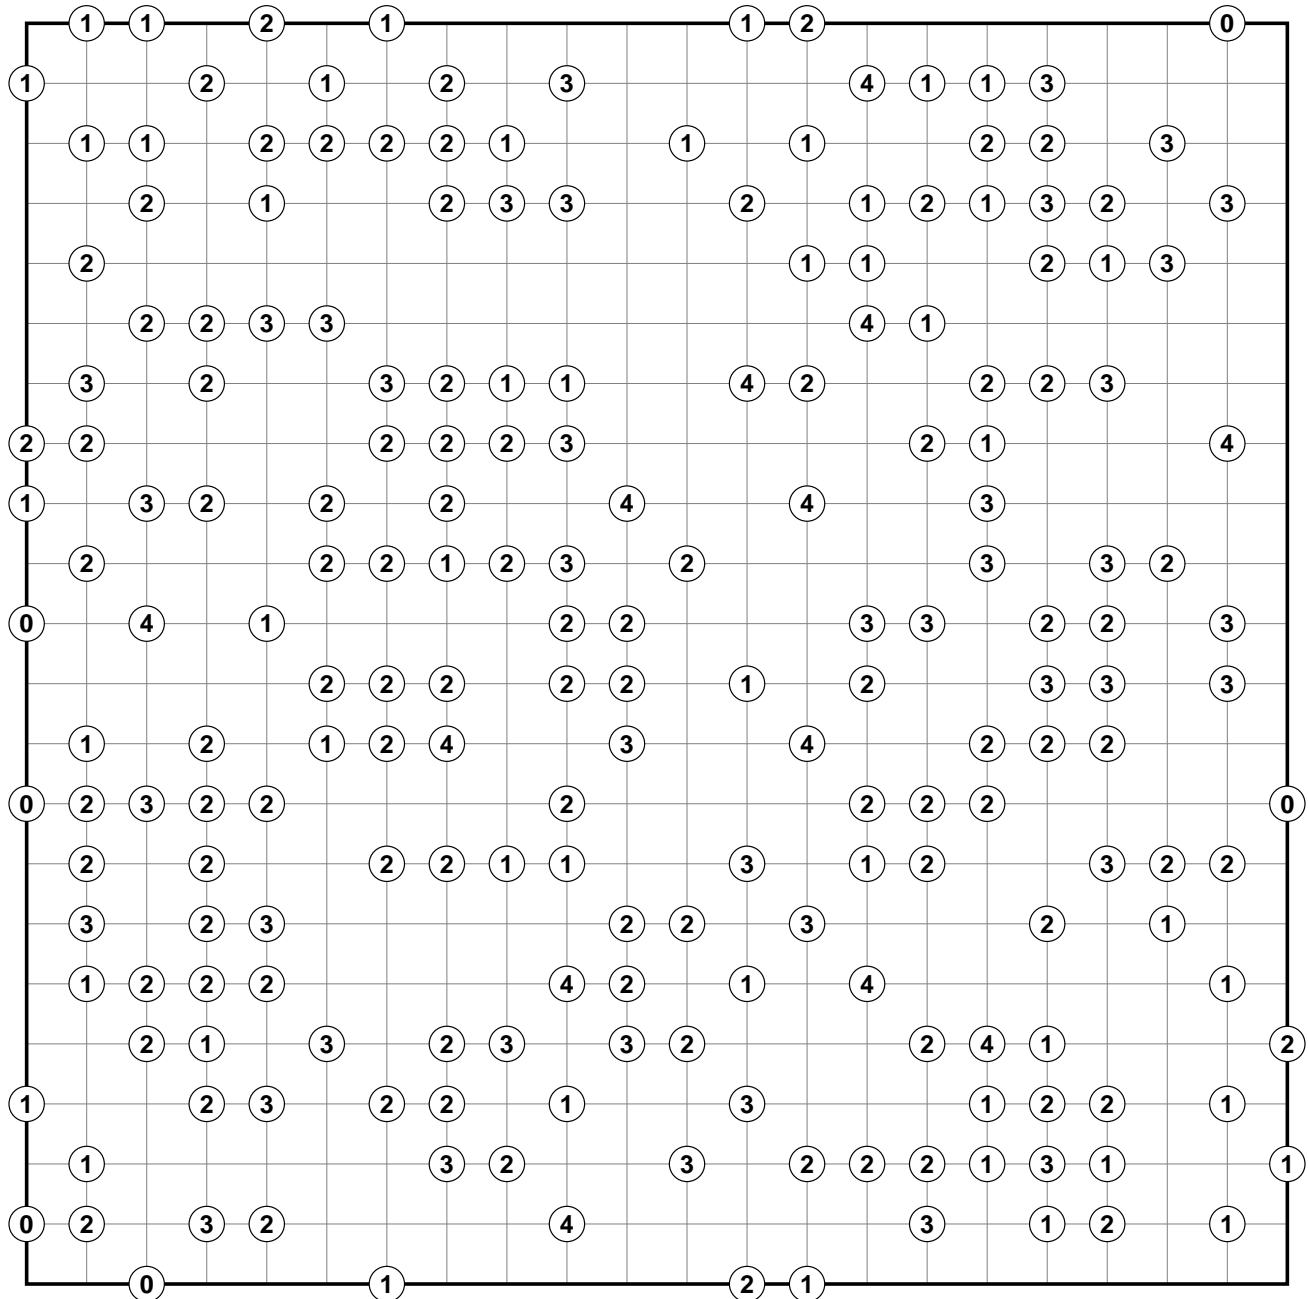 1 1 2 1 1 2 0
1 2 1 2 3 4 1 1 3
1 1 2 2 2 2 1 1 1 2 2 3
2 1 2 3 3 2 1 2 1 3 2 3
2 1 1 2 1 3
2 2 3 3 4 1
3 2 3 2 1 1 4 2 2 2 3
2 2 2 2 2 3 2 1 4
1 3 2 2 2 4 4 3
2 2 2 1 2 3 2 3 3 2
0 4 1 2 2 3 3 2 2 3
2 2 2 2 2 1 2 3 3 3
1 2 1 2 4 3 4 2 2 2
0 2 3 2 2 2 2 2 2 0
2 2 2 2 1 1 3 1 2 3 2 2
3 2 3 2 2 3 2 1
1 2 2 2 4 2 1 4 1
2 1 3 2 3 3 2 2 4 1 2
1 2 3 2 2 1 3 1 2 2 1
1 3 2 3 2 2 2 1 3 1 1
0 2 3 2 4 3 1 2 1
0 1 2 1